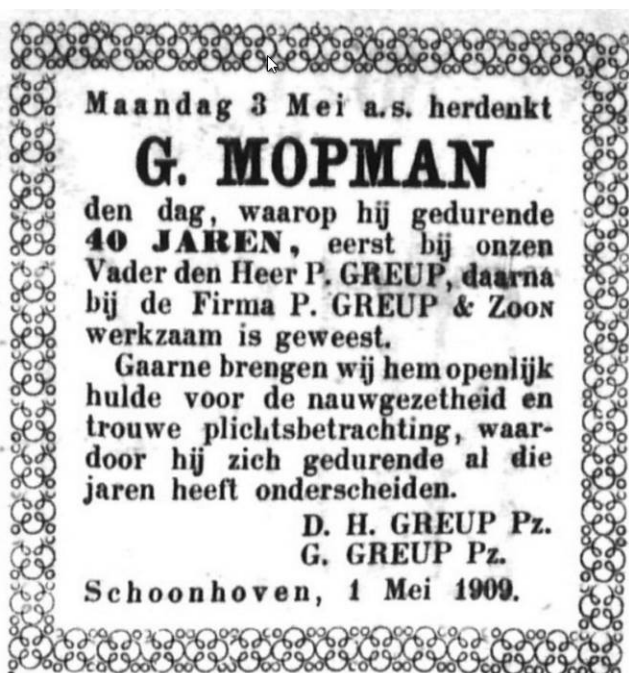 Maandag 3 Mei a.s. herdenkt
G. MOPMAN
den dag, waarop hij gedurende
40 JAREN, eerst bij onzen
Vader den Heer P. GREUP, daarna
bij de Firma P. GREUP & ZOON
werkzaam is geweest.
Gaarne brengen wij hem openlijk
hulde voor de nauwgezetheid en
trouwe plichtsbetrachting, waar-
door hij zich gedurende al die
jaren heeft onderscheiden.
D. H. GREUP Pz.
G. GREUP Pz.
Schoonhoven, 1 Mei 1909.